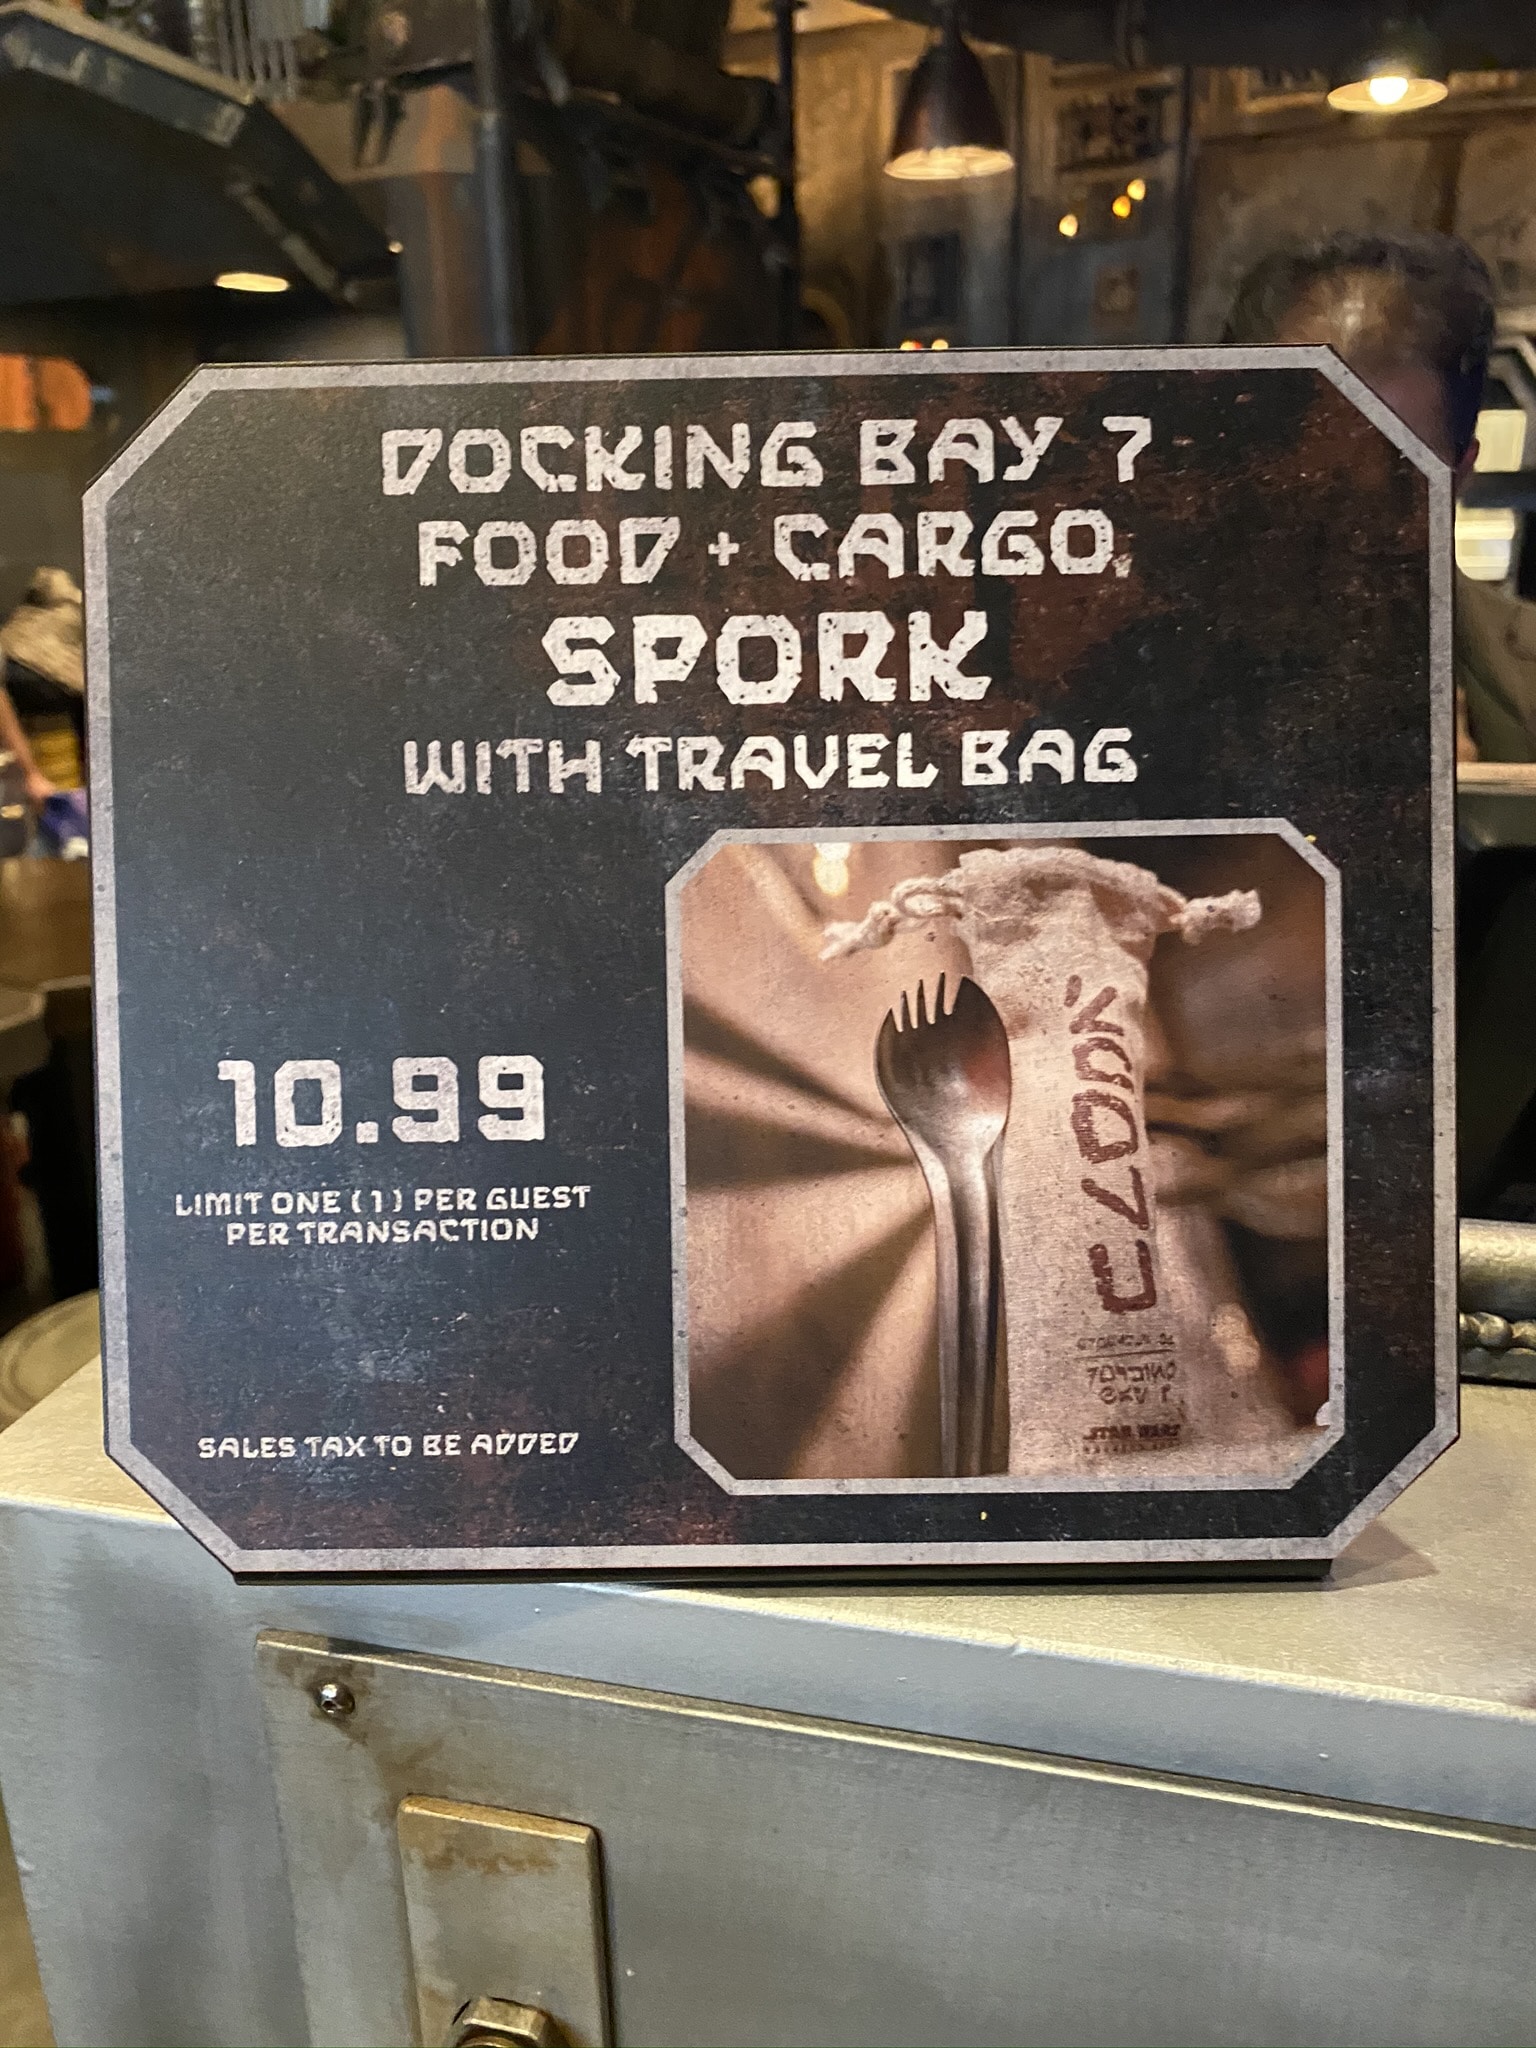 DOCKING BAY 7
FOOD + CARGO,
SPORK
WITH TRAVEL BAG
10.99
LIMIT ONE (1) PER GUEST
PER TRANSACTION
SALES TAX TO BE ADDED